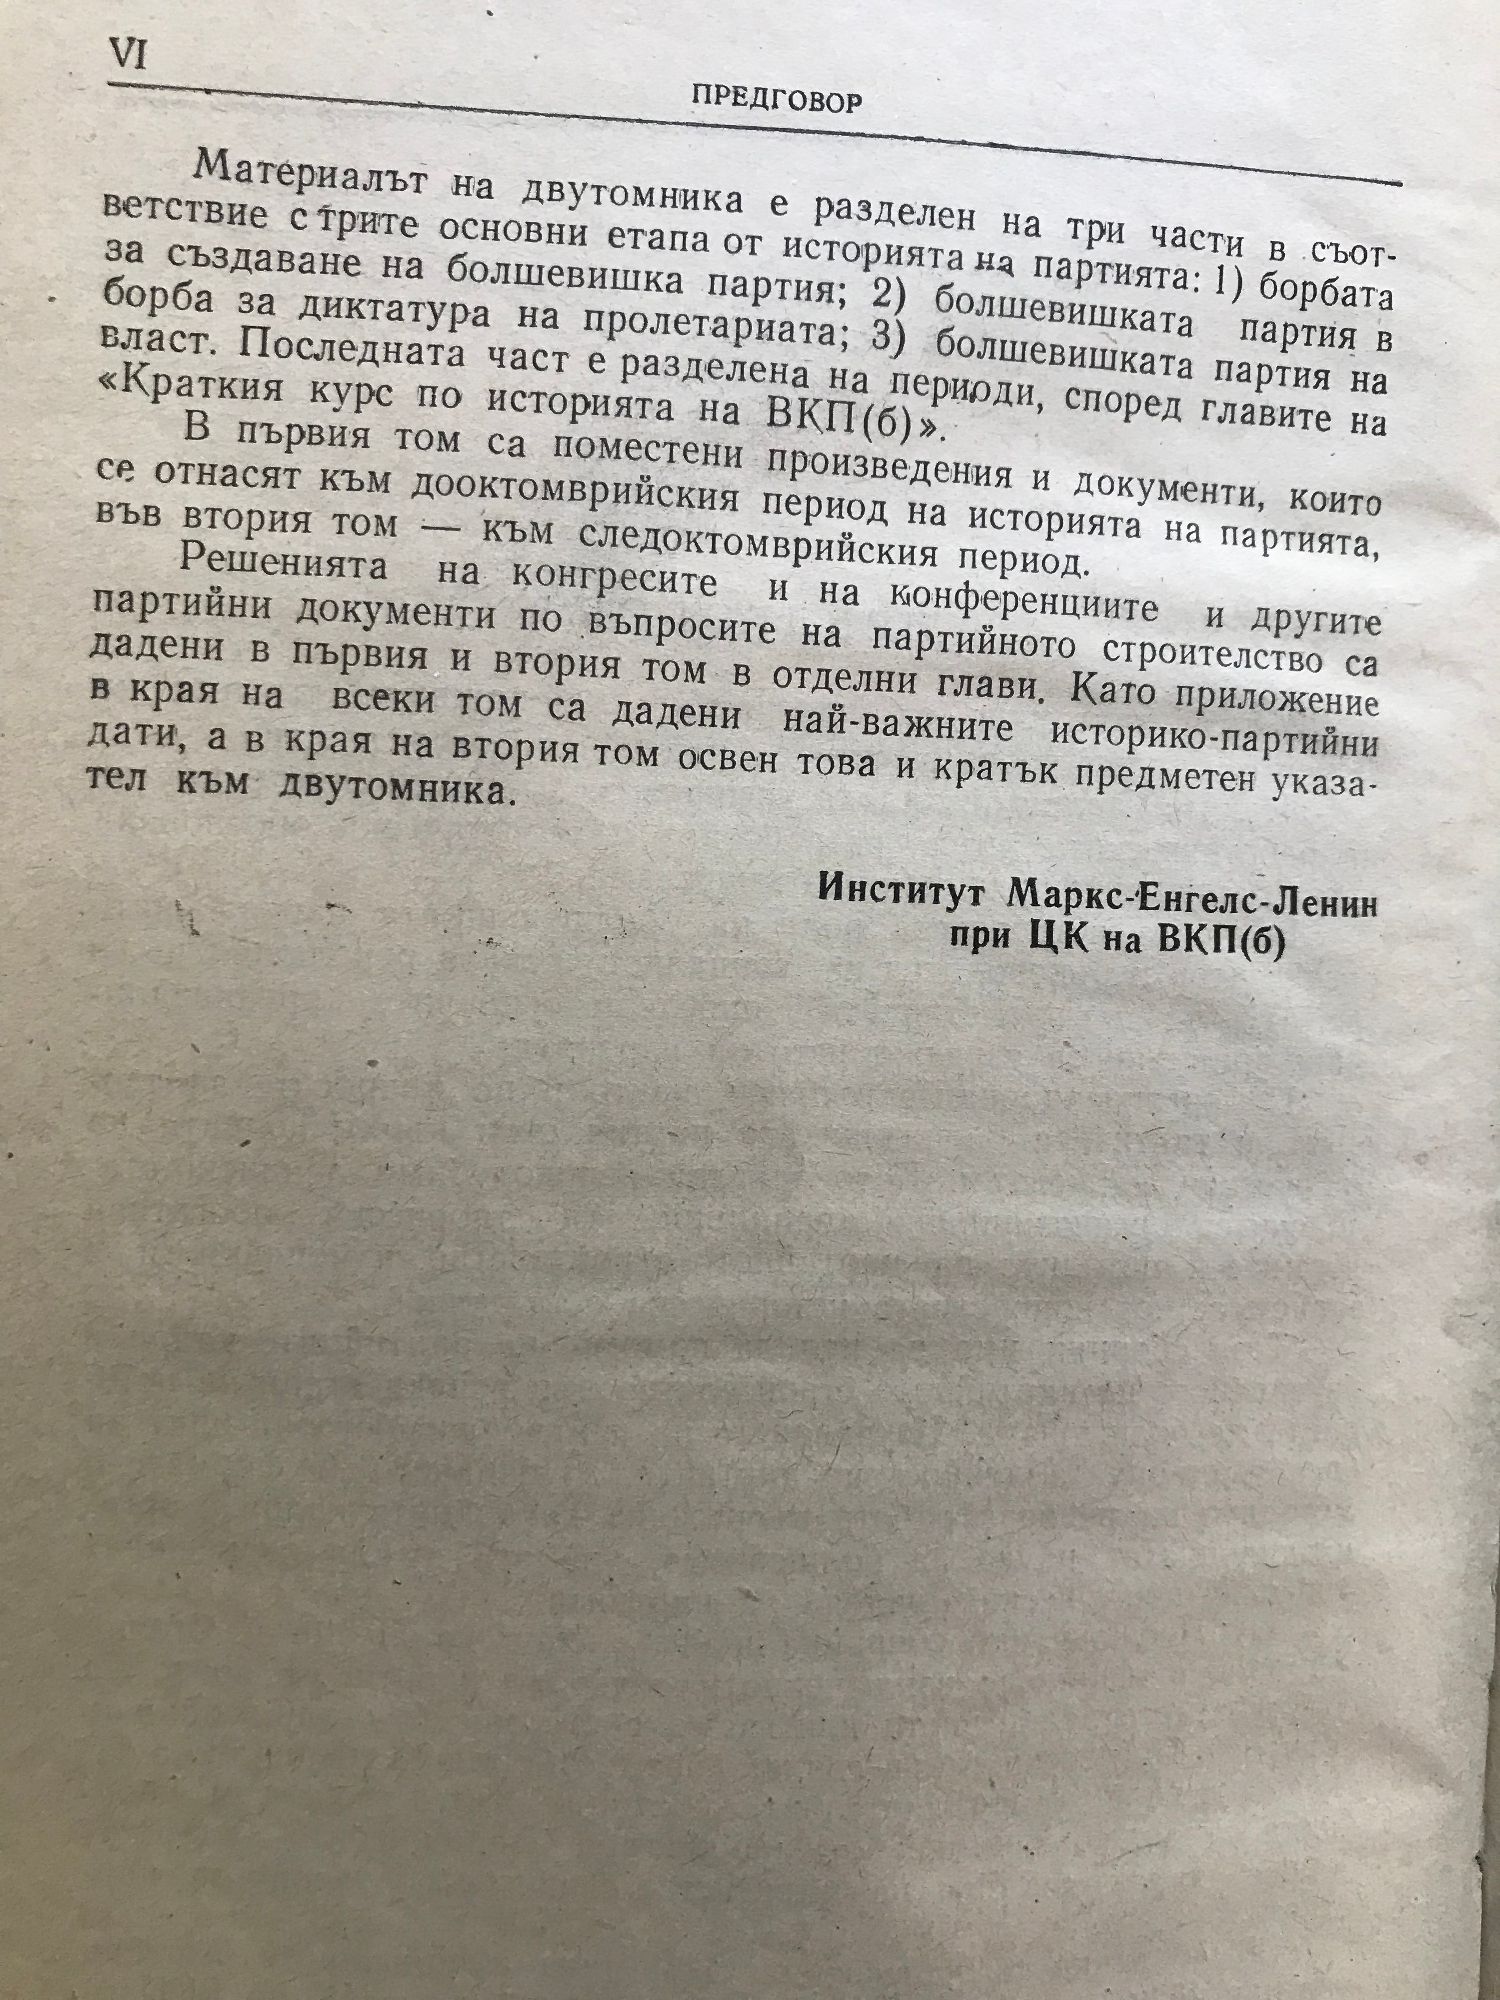 VI
ПРЕДГОВОР
Материалът на двутомника е разделен на три части в съот-
ветствие с трите основни етапа от историята на партията: 1) борбата
за създаване на болшевишка партия; 2) болшевишката партия в
борба за диктатура на пролетариата; 3) болшевишката партия на
власт. Последната част е разделена на периоди, според главите на
«Краткия курс по историята на ВКП(б)».
В първия том са поместени произведения и документи, които
се отнасят към дооктомврийския период на историята на партията,
във втория том — към следоктомврийския период.
Решенията на конгресите и на конференциите и другите
партийни документи по въпросите на партийното строителство са
дадени в първия и втория том в отделни глави. Като приложение
в края на всеки том са дадени най-важните историко-партийни
дати, а в края на втория том освен това и кратък предметен указа-
тел към двутомника.
Институт Маркс-Енгелс-Ленин
при ЦК на ВКП(б)